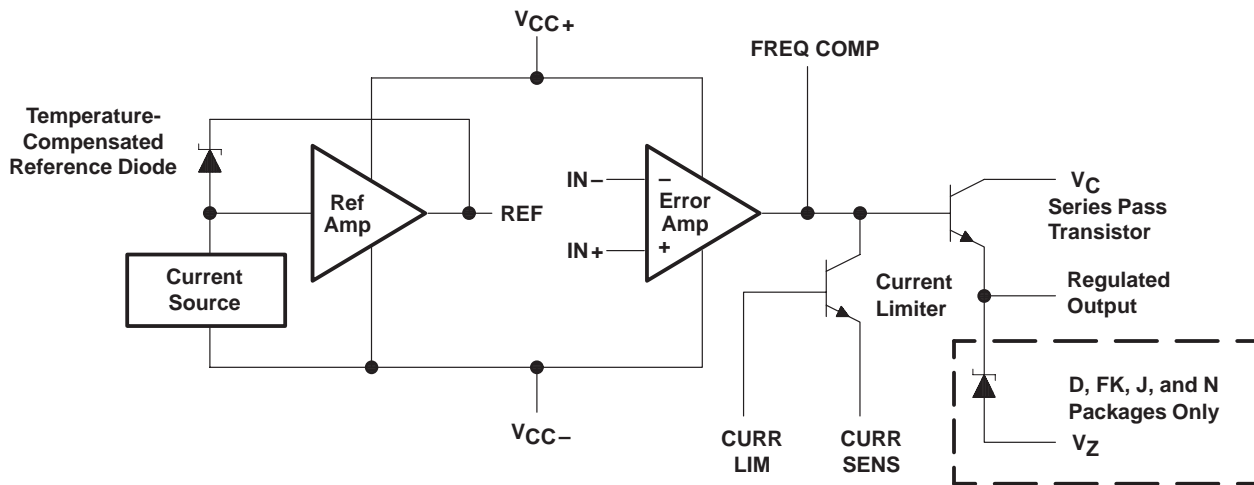 VCC+
FREQ COMP
Temperature-
Compensated
Reference Diode
Ref
Amp
REF
IN−
IN+
−
Error
Amp
+
VC
Series Pass
Transistor
Current
Source
Current
Limiter
Regulated
Output
D, FK, J, and N
Packages Only
VZ
VCC−
CURR
LIM
CURR
SENS